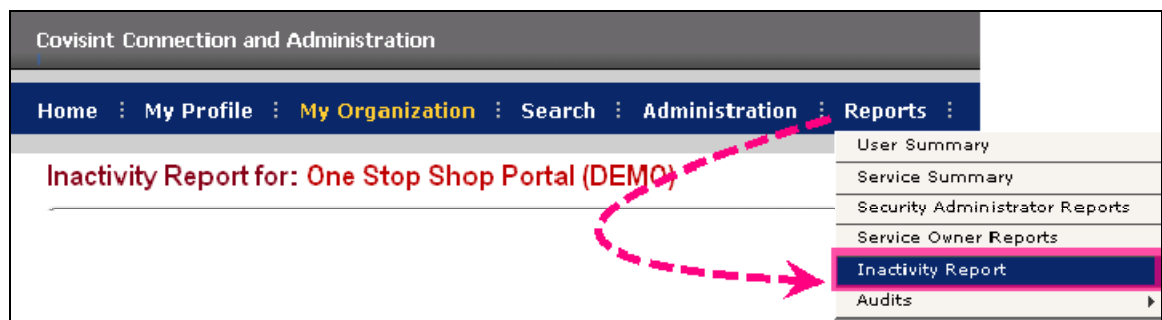 Covisint Connection and Administration
Home ⋮ My Profile ⋮ My Organization ⋮ Search ⋮ Administration ⋮ Reports ⋮
User Summary
Inactivity Report for: One Stop Shop Portal (DEMO)
Service Summary
Security Administrator Reports
Service Owner Reports
Inactivity Report
Audits